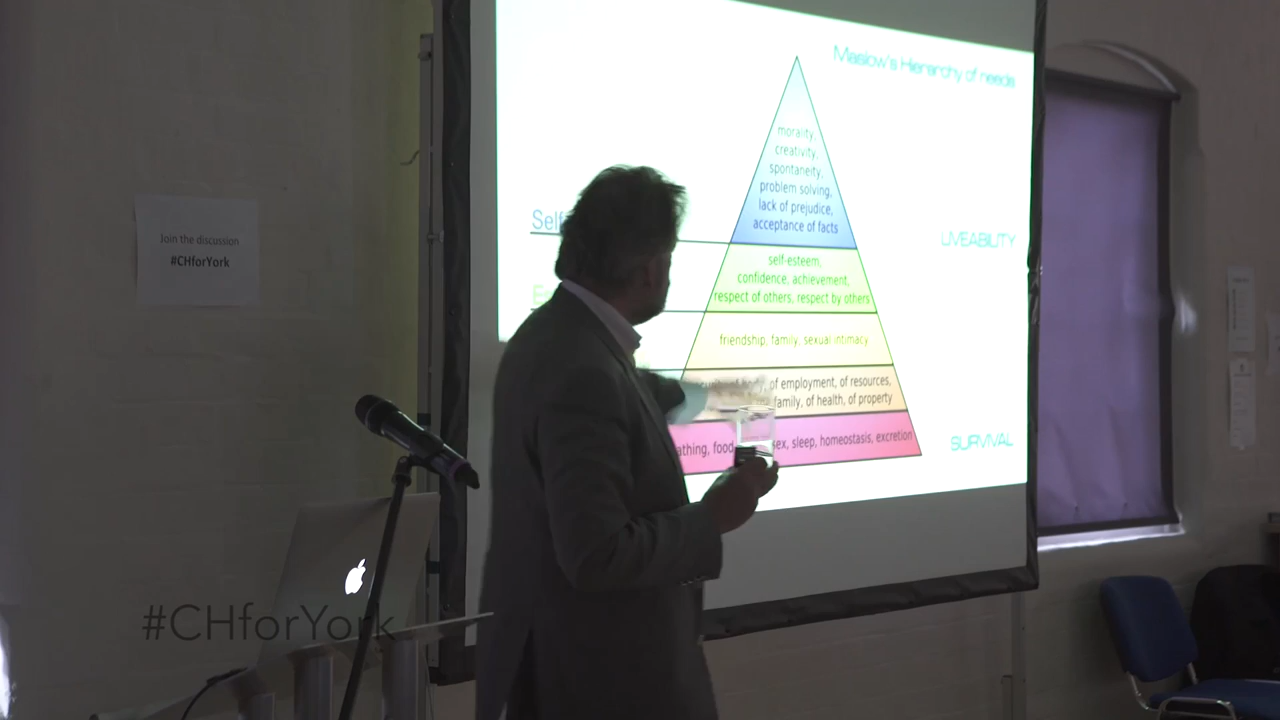 Maslow's Hierarchy of needs
morality,
creativity,
spontaneity,
problem solving,
lack of prejudice,
acceptance of facts
Self
LIVEABILITY
self-esteem,
confidence, achievement,
respect of others, respect by others
friendship, family, sexual intimacy
of employment, of resources,
family, of health, of property
food sex, sleep, homeostasis, excretion
SURVIVAL
Join the discussion
#CHforYork
#CHforYork